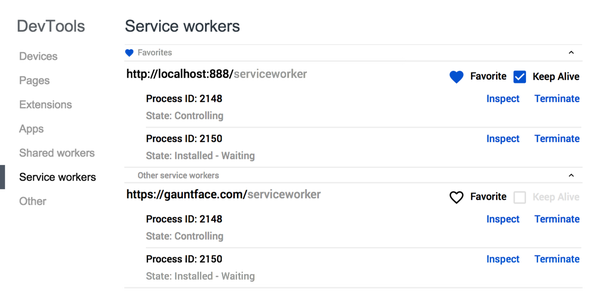 DevTools
Devices
Pages
Extensions
Apps
Shared workers
Service workers
Other
Service workers
Favorites
http://localhost:888/serviceworker Favorite Keep Alive
Process ID: 2148 Inspect Terminate
State: Controlling
Process ID: 2150 Inspect Terminate
State: Installed - Waiting
Other service workers
https://gauntface.com/serviceworker Favorite Keep Alive
Process ID: 2148 Inspect Terminate
State: Controlling
Process ID: 2150 Inspect Terminate
State: Installed - Waiting